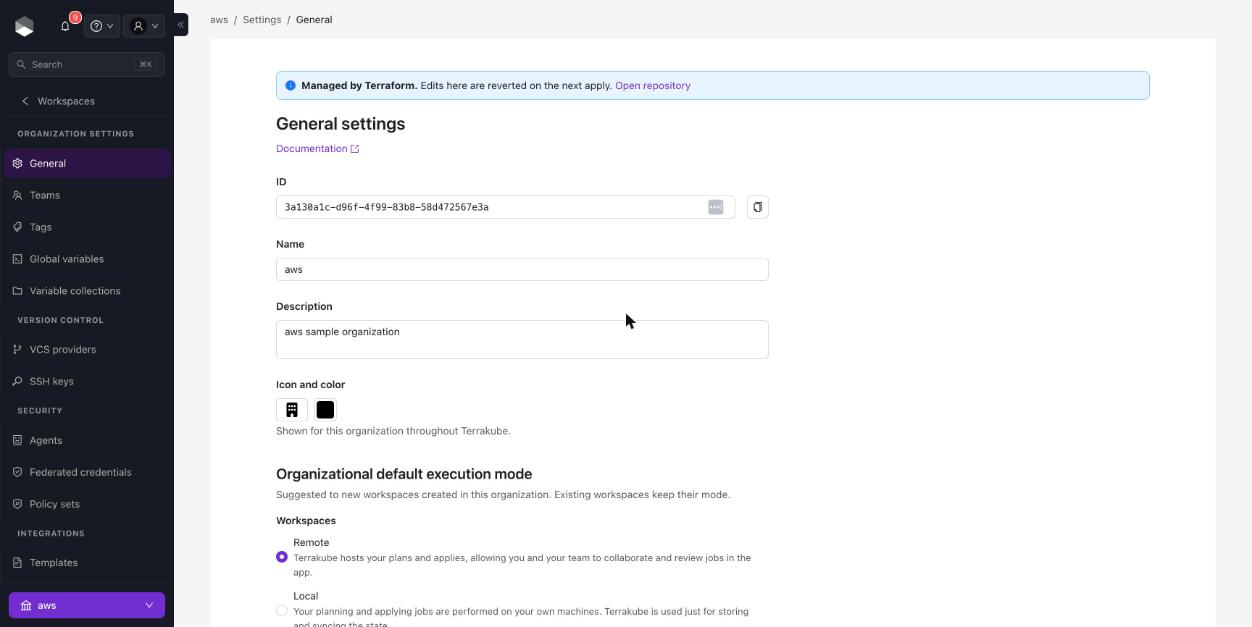 9
Search ⌘K
Workspaces
ORGANIZATION SETTINGS
General
Teams
Tags
Global variables
Variable collections
VERSION CONTROL
VCS providers
SSH keys
SECURITY
Agents
Federated credentials
Policy sets
INTEGRATIONS
Templates
aws
aws / Settings / General
Managed by Terraform. Edits here are reverted on the next apply. Open repository
General settings
Documentation
ID
3a130a1c-d96f-4f99-83b8-58d472567e3a
Name
aws
Description
aws sample organization
Icon and color
Shown for this organization throughout Terrakube.
Organizational default execution mode
Suggested to new workspaces created in this organization. Existing workspaces keep their mode.
Workspaces
Remote
Terrakube hosts your plans and applies, allowing you and your team to collaborate and review jobs in the
app.
Local
Your planning and applying jobs are performed on your own machines. Terrakube is used just for storing
and syncing the state.